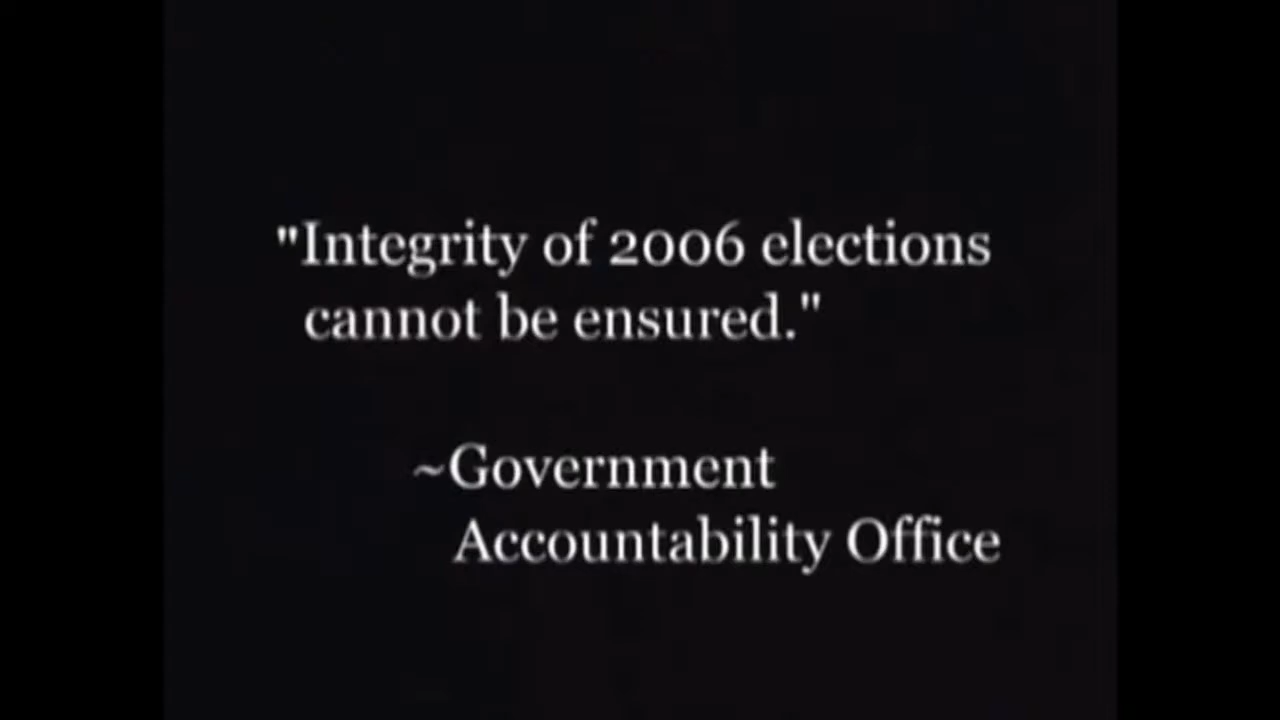 "Integrity of 2006 elections
cannot be ensured."
~Government
Accountability Office